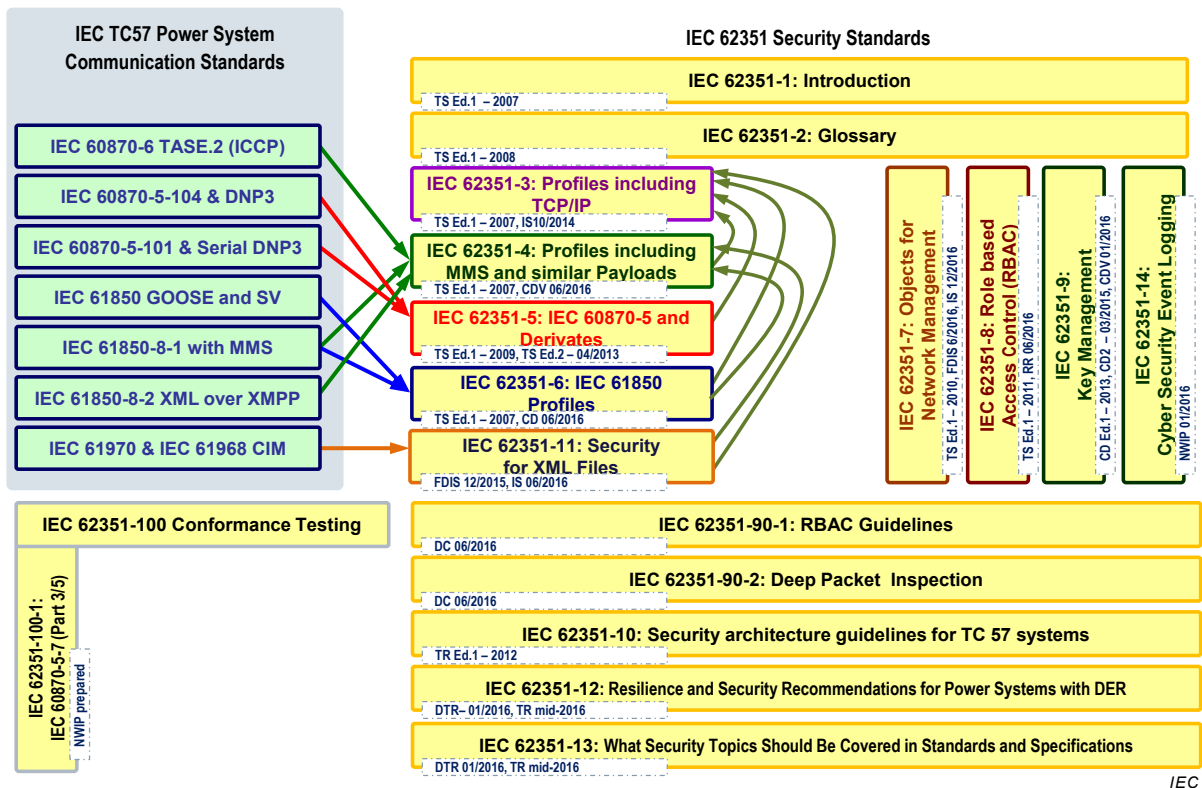 IEC TC57 Power System
Communication Standards
IEC 60870-6 TASE.2 (ICCP)
IEC 60870-5-104 & DNP3
IEC 60870-5-101 & Serial DNP3
IEC 61850 GOOSE and SV
IEC 61850-8-1 with MMS
IEC 61850-8-2 XML over XMPP
IEC 61970 & IEC 61968 CIM
IEC 62351 Security Standards
IEC 62351-1: Introduction
TS Ed.1 – 2007
IEC 62351-2: Glossary
TS Ed.1 – 2008
IEC 62351-3: Profiles including
TCP/IP
TS Ed.1 – 2007, IS10/2014
IEC 62351-4: Profiles including
MMS and similar Payloads
TS Ed.1 – 2007, CDV 06/2016
IEC 62351-5: IEC 60870-5 and
Derivates
TS Ed.1 – 2009, TS Ed.2 – 04/2013
IEC 62351-6: IEC 61850
Profiles
TS Ed.1 – 2007, CD 06/2016
IEC 62351-11: Security
for XML Files
FDIS 12/2015, IS 06/2016
IEC 62351-7: Objects for
Network Management
TS Ed.1 – 2010, FDIS 6/2016, IS 12/2016
IEC 62351-8: Role based
Access Control (RBAC)
TS Ed.1 – 2011, RR 06/2016
IEC 62351-9:
Key Management
CD Ed.1 – 2013, CD2 – 03/2015, CDV 01/2016
IEC 62351-14:
Cyber Security Event Logging
NWIP 01/2016
IEC 62351-100 Conformance Testing
IEC 62351-100-1:
IEC 60870-5-7 (Part 3/5)
NWIP prepared
IEC 62351-90-1: RBAC Guidelines
DC 06/2016
IEC 62351-90-2: Deep Packet Inspection
DC 06/2016
IEC 62351-10: Security architecture guidelines for TC 57 systems
TR Ed.1 – 2012
IEC 62351-12: Resilience and Security Recommendations for Power Systems with DER
DTR– 01/2016, TR mid-2016
IEC 62351-13: What Security Topics Should Be Covered in Standards and Specifications
DTR 01/2016, TR mid-2016
IEC